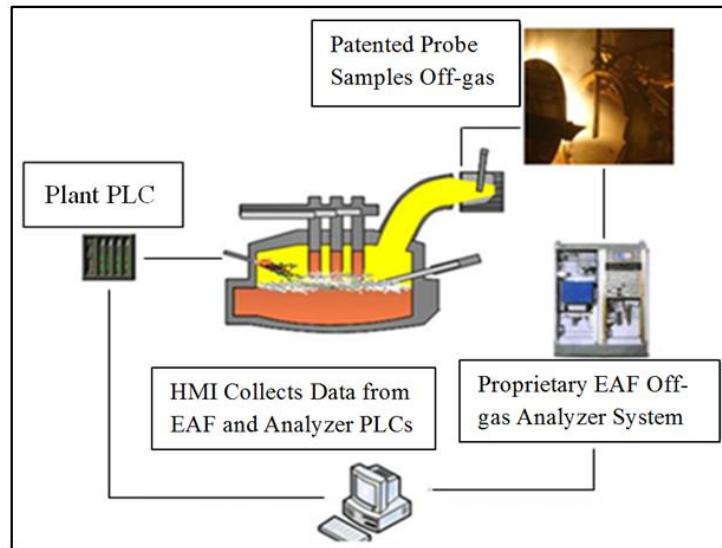 Patented Probe
Samples Off-gas
Plant PLC
HMI Collects Data from
EAF and Analyzer PLCs
Proprietary EAF Off-
gas Analyzer System